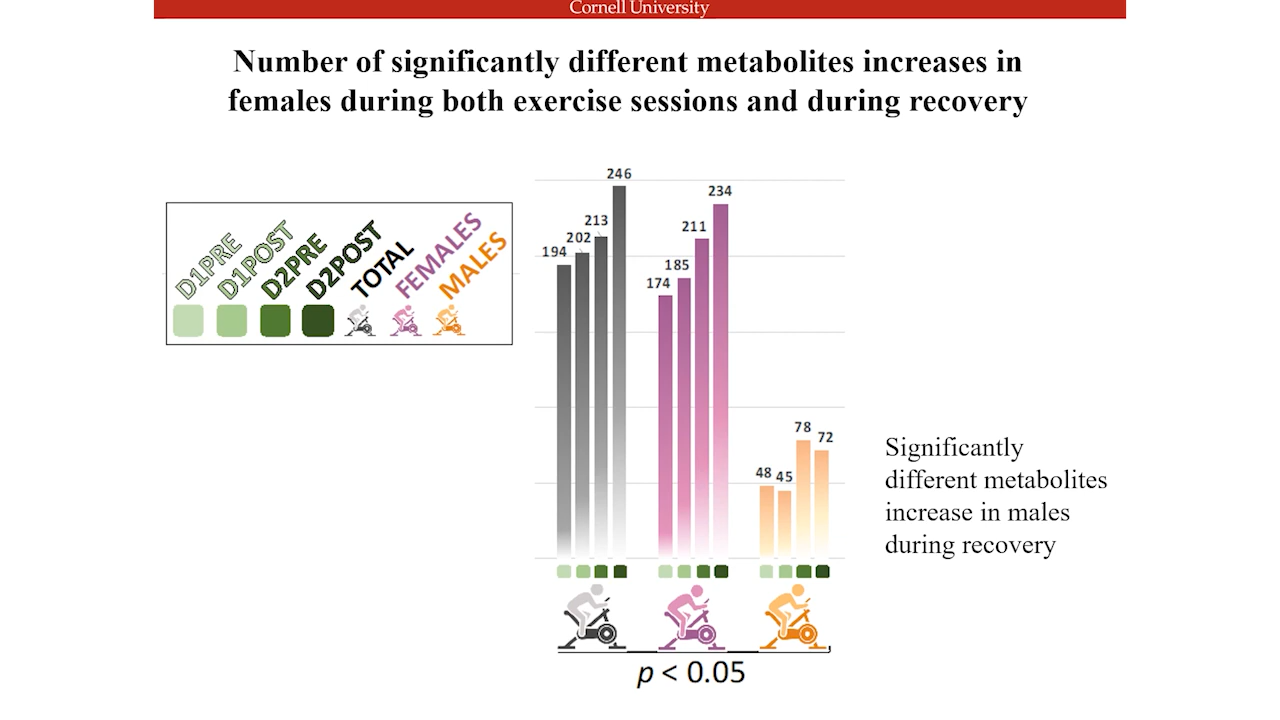 Cornell University
Number of significantly different metabolites increases in
females during both exercise sessions and during recovery
D1PRE
D1POST
D2PRE
D2POST
TOTAL
FEMALES
MALES
194
202
213
246
174
185
211
234
48
45
78
72
Significantly
different metabolites
increase in males
during recovery
p < 0.05